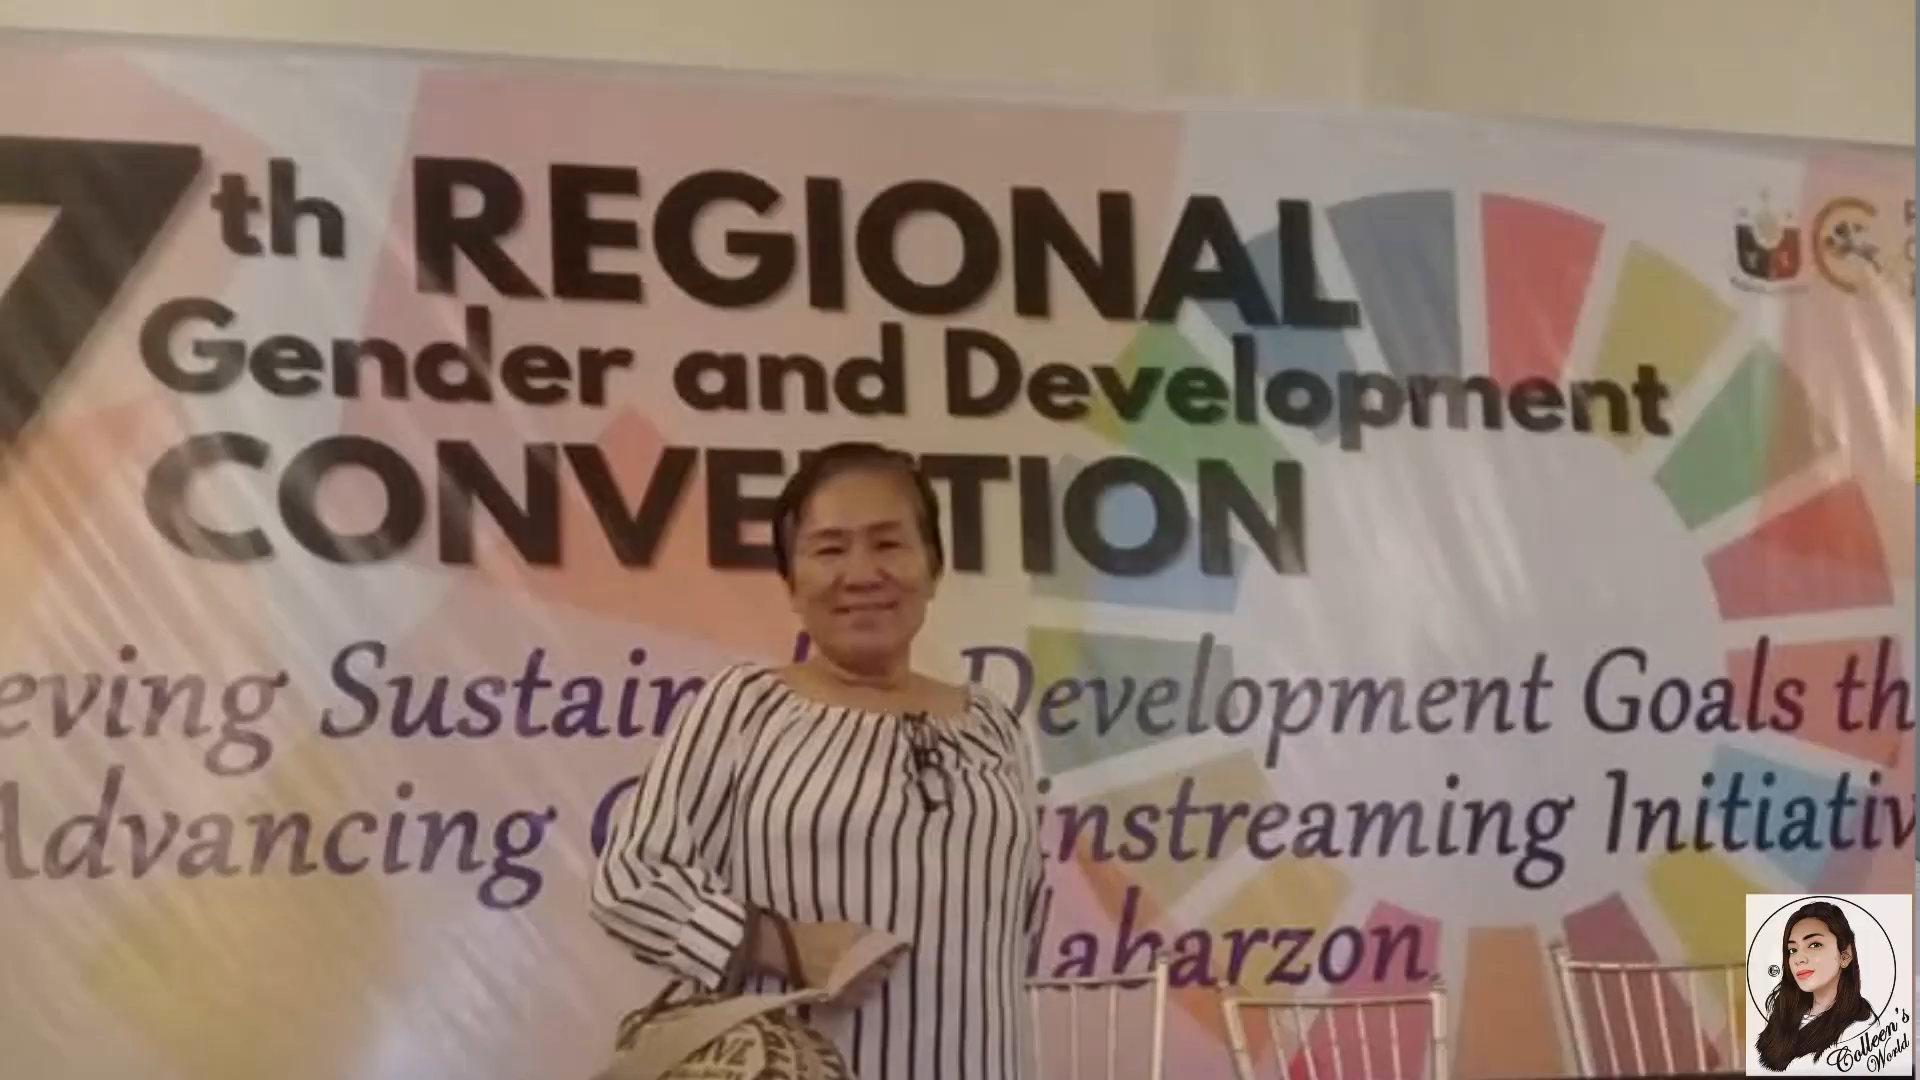 7th REGIONAL
Gender and Development
CONVE TION
eving Sustain Development Goals th
Advancing instreaming Initiativ
labarzon
Colleen's
World